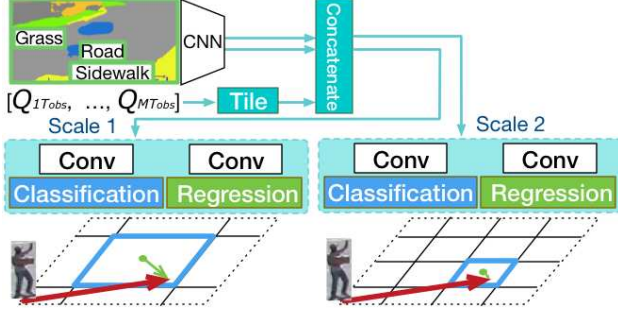 Grass
Road
Sidewalk
CNN
Concatenate
[Q1Tobs, ..., QMTobs]
Tile
Scale 1
Scale 2
Conv Conv
Classification Regression
Conv Conv
Classification Regression